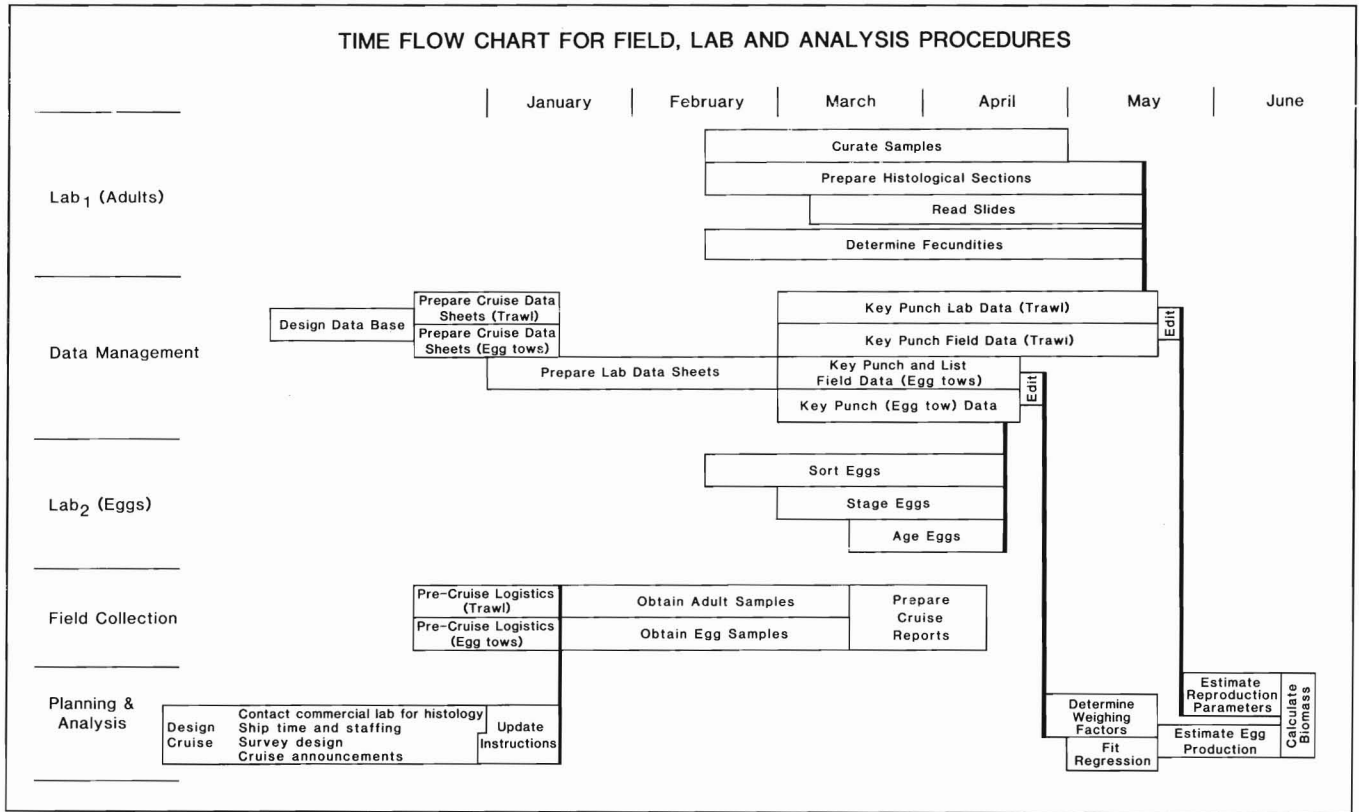 TIME FLOW CHART FOR FIELD, LAB AND ANALYSIS PROCEDURES
January February March April May June
Lab1 (Adults)
Curate Samples
Prepare Histological Sections
Read Slides
Determine Fecundities
Data Management
Design Data Base
Prepare Cruise Data
Sheets (Trawl)
Prepare Cruise Data
Sheets (Egg tows)
Prepare Lab Data Sheets
Key Punch Lab Data (Trawl)
Key Punch Field Data (Trawl)
Edit
Key Punch and List
Field Data (Egg tows)
Key Punch (Egg tow) Data
Edit
Lab2 (Eggs)
Sort Eggs
Stage Eggs
Age Eggs
Field Collection
Pre-Cruise Logistics
(Trawl)
Pre-Cruise Logistics
(Egg tows)
Obtain Adult Samples
Obtain Egg Samples
Prepare
Cruise
Reports
Planning &
Analysis
Design
Cruise
Contact commercial lab for histology
Ship time and staffing
Survey design
Cruise announcements
Update
Instructions
Determine
Weighing
Factors
Fit
Regression
Estimate
Reproduction
Parameters
Estimate Egg
Production
Calculate
Biomass